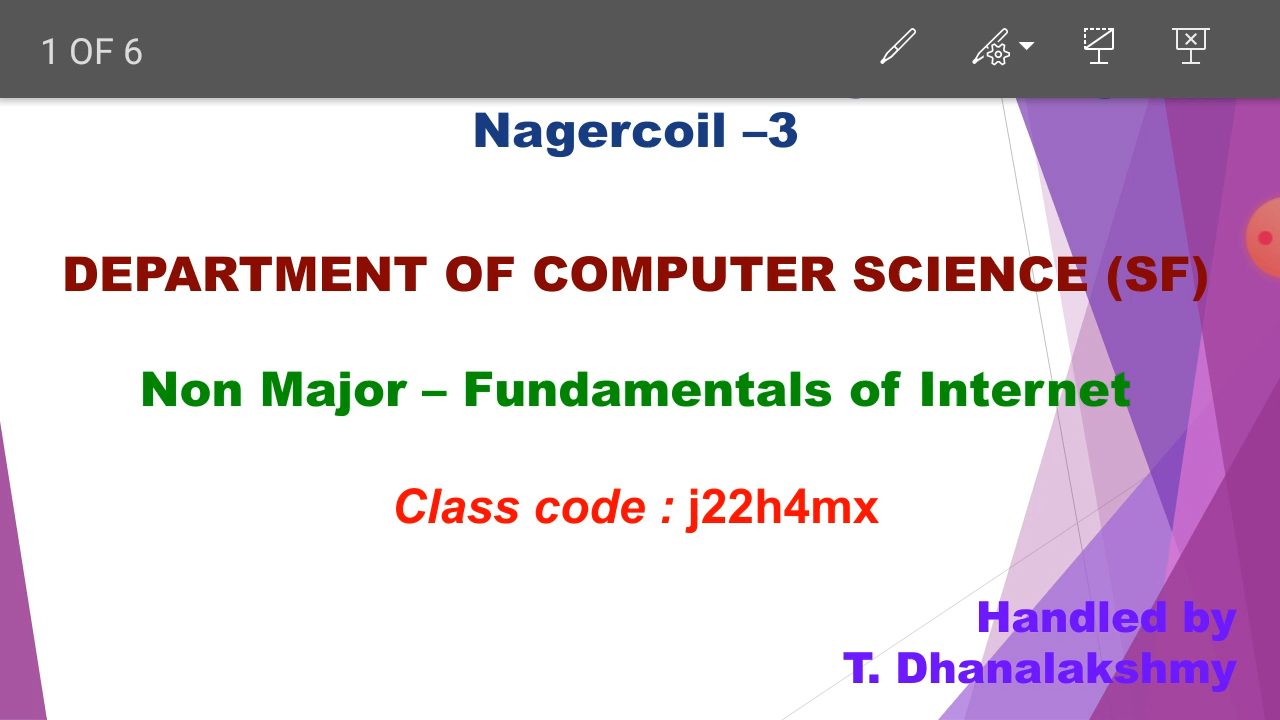 1 OF 6
Nagercoil –3
DEPARTMENT OF COMPUTER SCIENCE (SF)
Non Major – Fundamentals of Internet
Class code : j22h4mx
Handled by
T. Dhanalakshmy